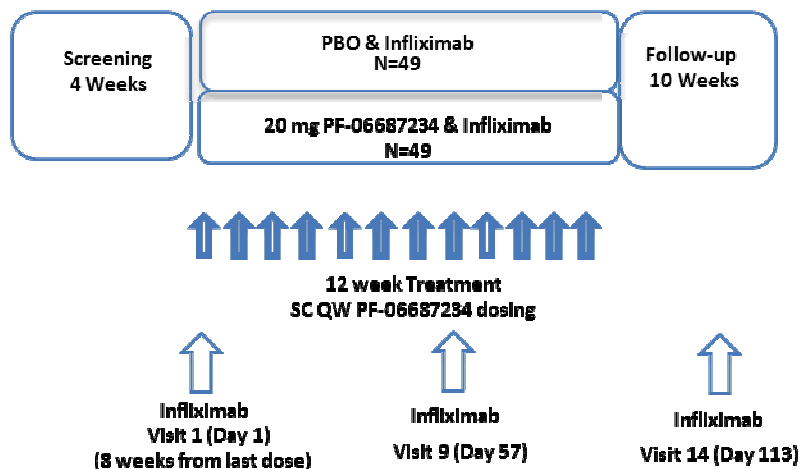 Screening
4 Weeks
PBO & Infliximab
N=49
20 mg PF-06687234 & Infliximab
N=49
Follow-up
10 Weeks
12 week Treatment
SC QW PF-06687234 dosing
Infliximab
Visit 1 (Day 1)
(8 weeks from last dose)
Infliximab
Visit 9 (Day 57)
Infliximab
Visit 14 (Day 113)